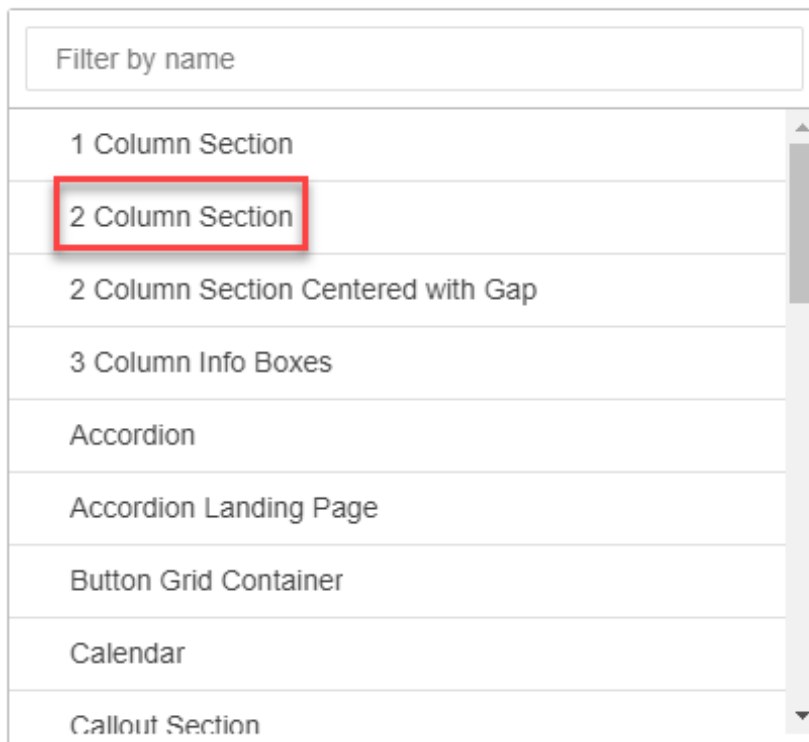 Filter by name
1 Column Section
2 Column Section
2 Column Section Centered with Gap
3 Column Info Boxes
Accordion
Accordion Landing Page
Button Grid Container
Calendar
Callout Section